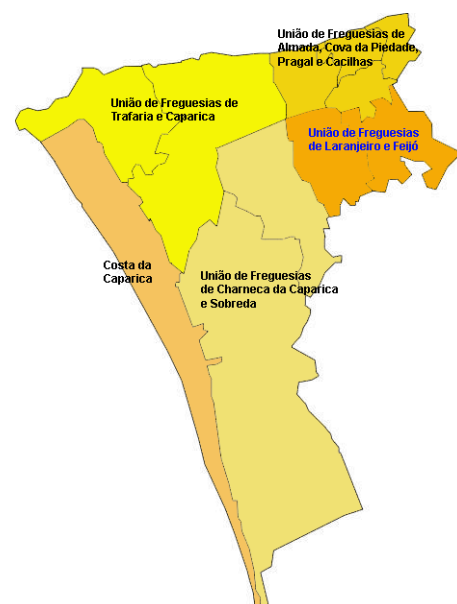 União de Freguesias de
Almada, Cova da Piedade,
Pragal e Cacilhas
União de Freguesias de
Trafaria e Caparica
União de Freguesias
de Laranjeiro e Feijó
Costa da
Caparica
União de Freguesias
de Charneca da Caparica
e Sobreda